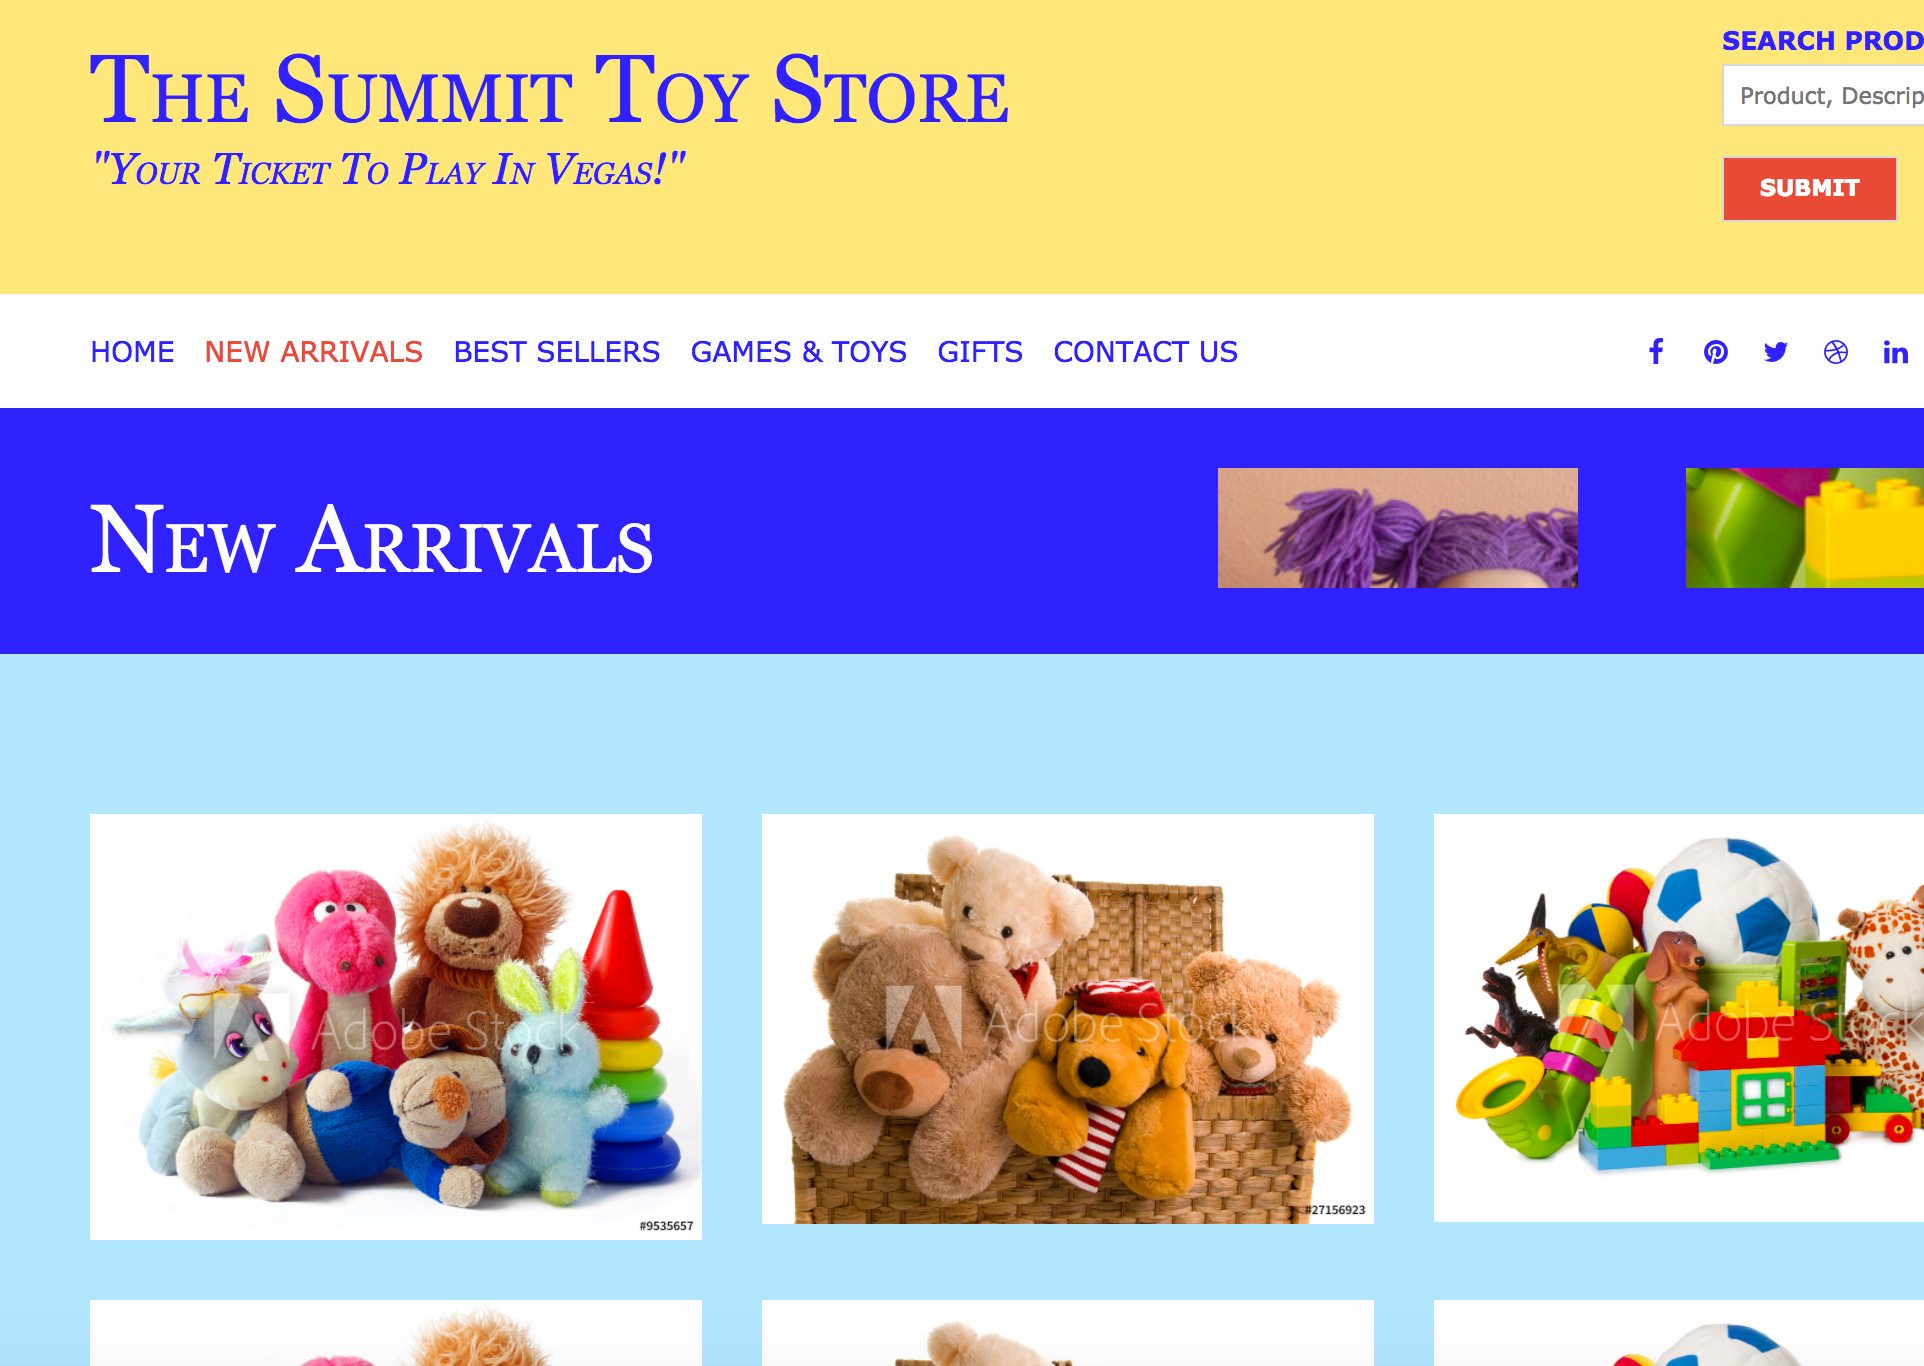 The Summit Toy Store
"Your Ticket To Play In Vegas!"
SEARCH PROD
Product, Descrip
SUBMIT
HOME NEW ARRIVALS BEST SELLERS GAMES & TOYS GIFTS CONTACT US
New Arrivals
Adobe Stock
#9535657
Adobe Stock
#27156923
Adobe Stock